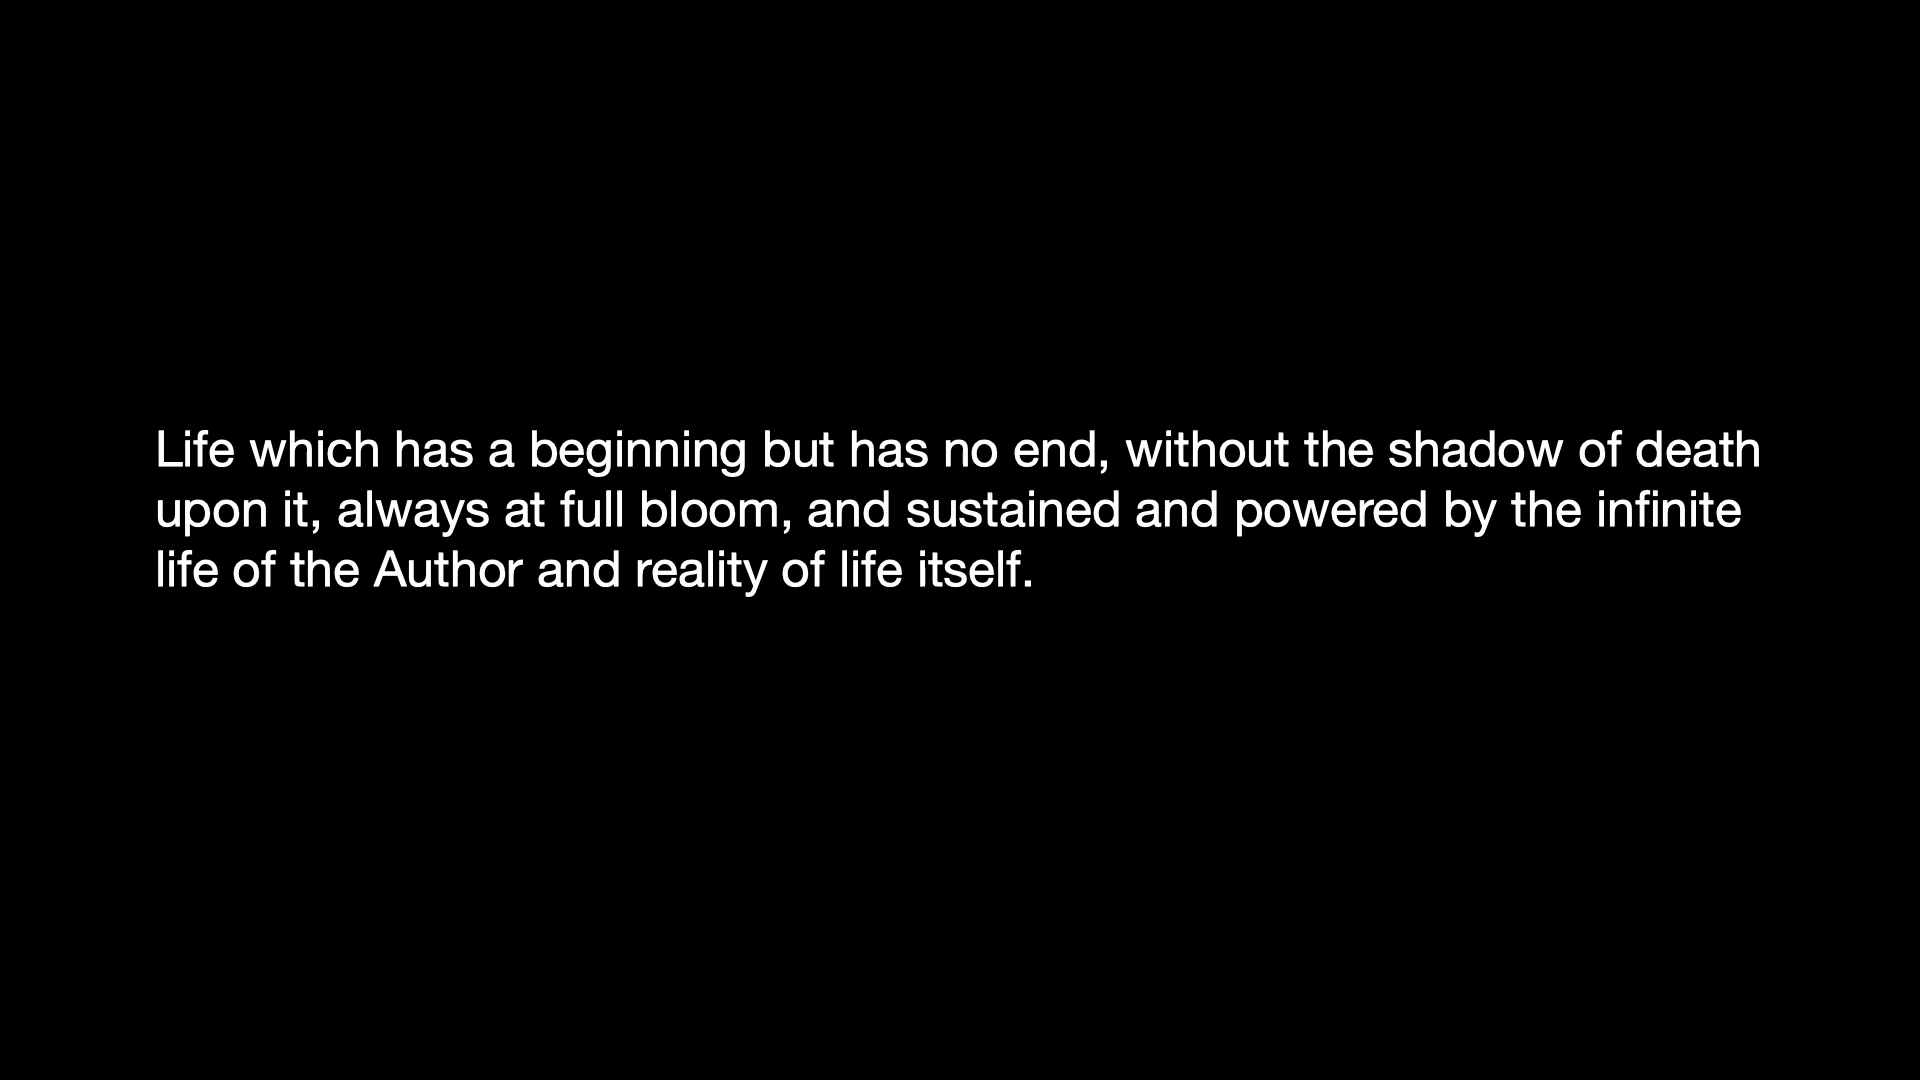 Life which has a beginning but has no end, without the shadow of death
upon it, always at full bloom, and sustained and powered by the infinite
life of the Author and reality of life itself.